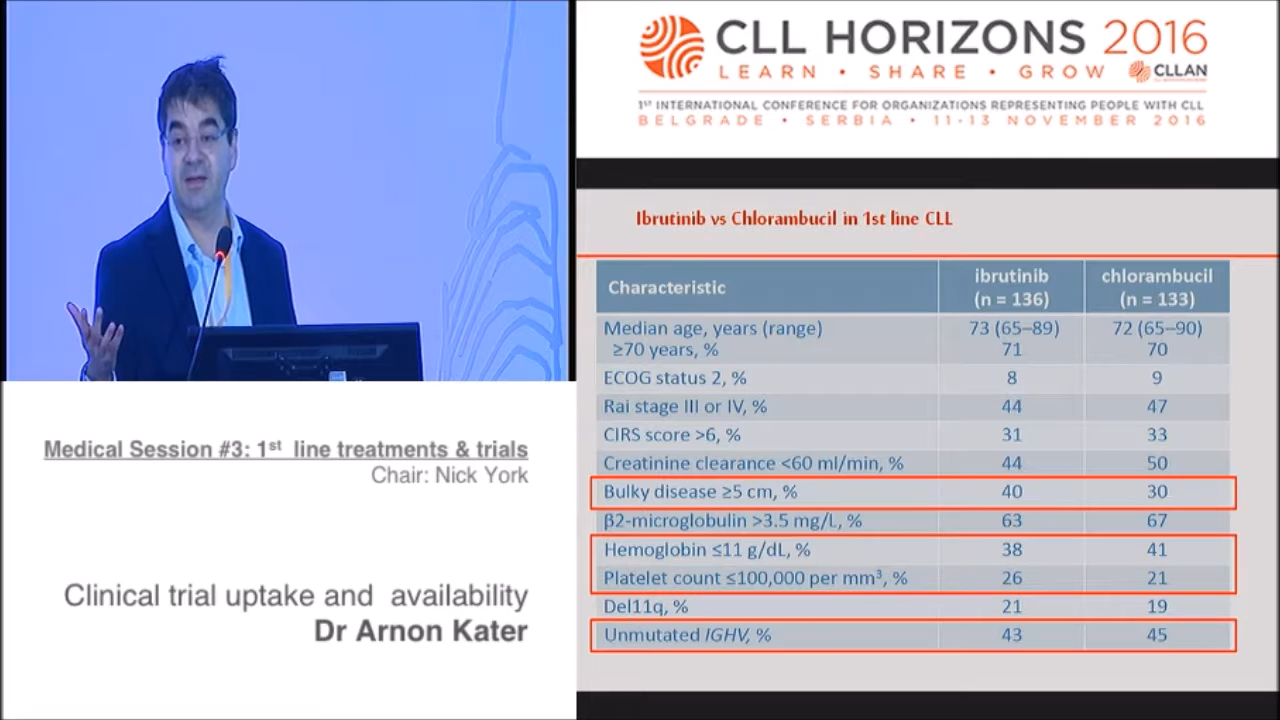 CLL HORIZONS 2016
LEARN • SHARE • GROW
CLLAN
1ST INTERNATIONAL CONFERENCE FOR ORGANIZATIONS REPRESENTING PEOPLE WITH CLL
BELGRADE • SERBIA • 11-13 NOVEMBER 2016
Medical Session #3: 1st line treatments & trials
Chair: Nick York
Clinical trial uptake and availability
Dr Arnon Kater
Ibrutinib vs Chlorambucil in 1st line CLL
Characteristic ibrutinib (n = 136) chlorambucil (n = 133)
Median age, years (range) 73 (65–89) 72 (65–90)
≥70 years, % 71 70
ECOG status 2, % 8 9
Rai stage III or IV, % 44 47
CIRS score >6, % 31 33
Creatinine clearance <60 ml/min, % 44 50
Bulky disease ≥5 cm, % 40 30
β2-microglobulin >3.5 mg/L, % 63 67
Hemoglobin ≤11 g/dL, % 38 41
Platelet count ≤100,000 per mm³, % 26 21
Del11q, % 21 19
Unmutated IGHV, % 43 45